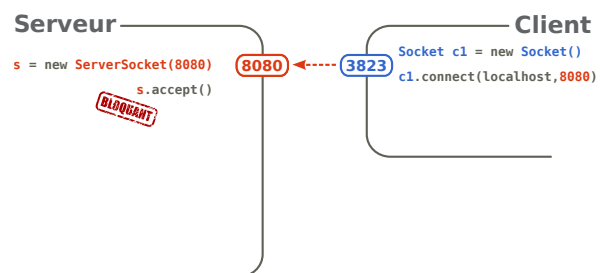 Serveur
Client
s = new ServerSocket(8080)
s.accept()
BLOQUANT
8080
3823
Socket c1 = new Socket()
c1.connect(localhost,8080)